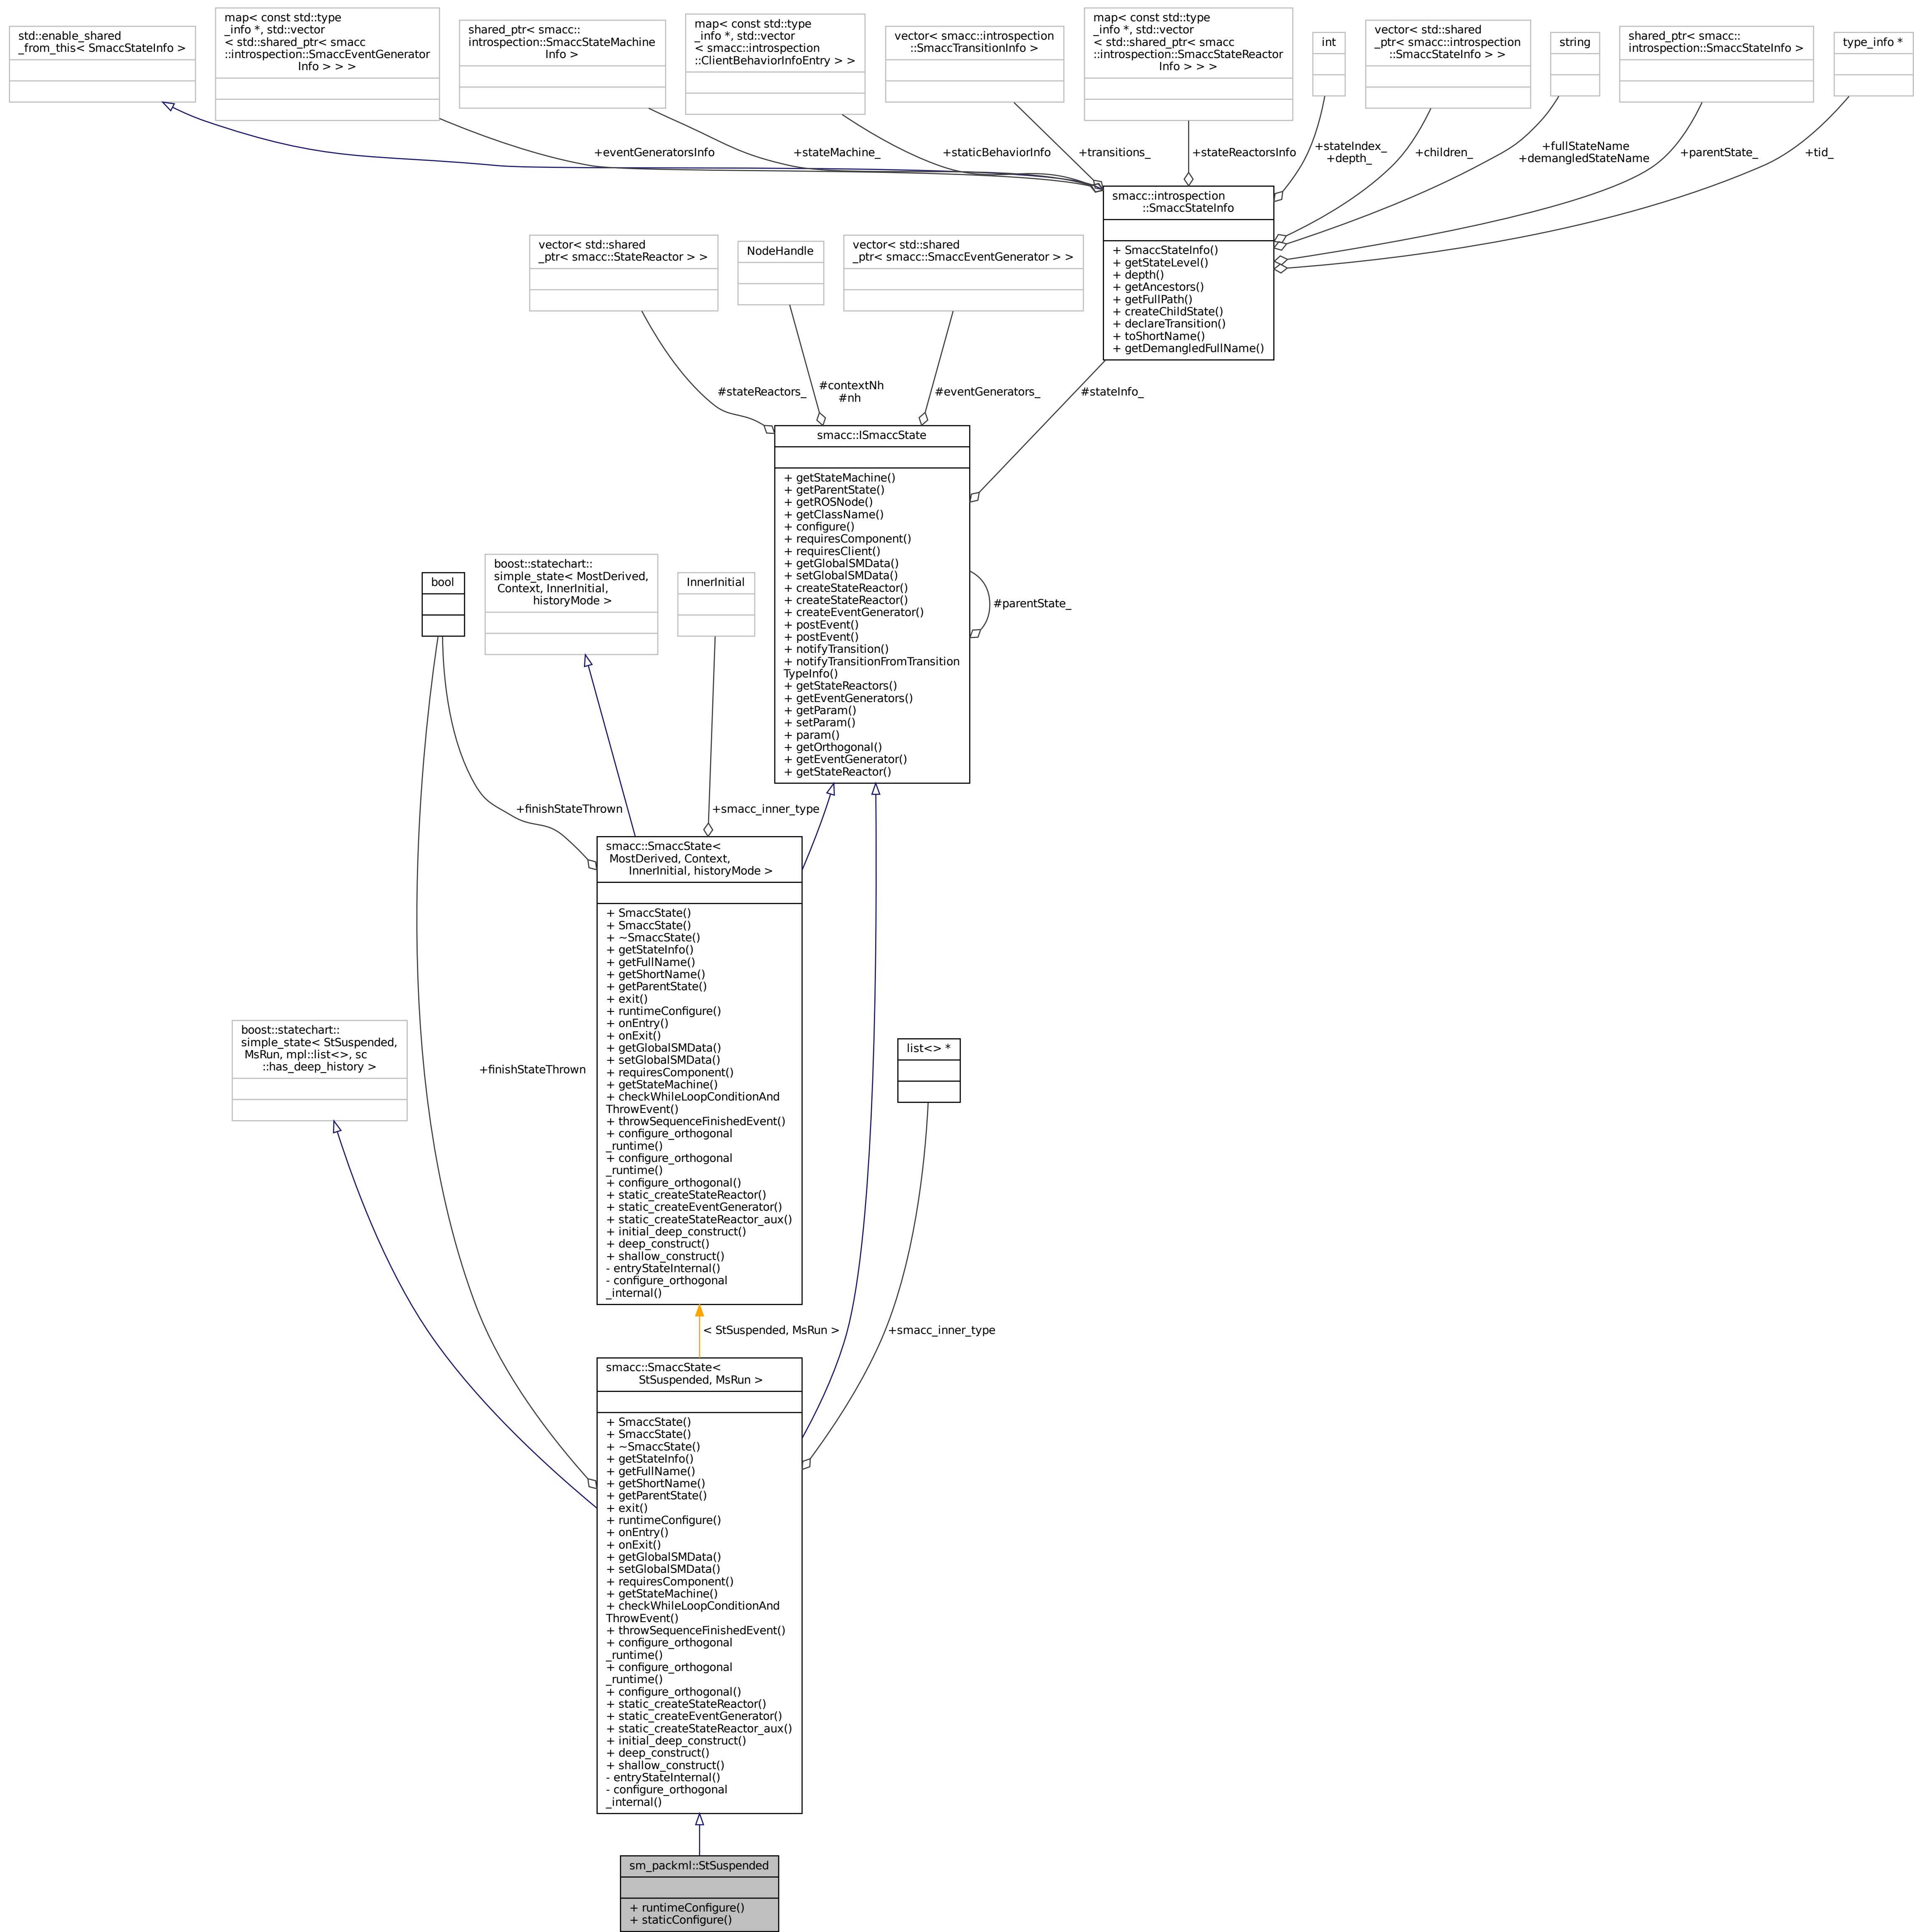 std::enable_shared
_from_this< SmaccStateInfo >
map< const std::type
_info *, std::vector
< std::shared_ptr< smacc
::introspection::SmaccEventGenerator
Info > > >
shared_ptr< smacc::
introspection::SmaccStateMachine
Info >
map< const std::type
_info *, std::vector
< smacc::introspection
::ClientBehaviorInfoEntry > >
vector< smacc::introspection
::SmaccTransitionInfo >
map< const std::type
_info *, std::vector
< std::shared_ptr< smacc
::introspection::SmaccStateReactor
Info > > >
int
vector< std::shared
_ptr< smacc::introspection
::SmaccStateInfo > >
string
shared_ptr< smacc::
introspection::SmaccStateInfo >
type_info *
+eventGeneratorsInfo
+stateMachine_
+staticBehaviorInfo
+transitions_
+stateReactorsInfo
+stateIndex_
+depth_
+children_
+fullStateName
+demangledStateName
+parentState_
+tid_
smacc::introspection
::SmaccStateInfo
+ SmaccStateInfo()
+ getStateLevel()
+ depth()
+ getAncestors()
+ getFullPath()
+ createChildState()
+ declareTransition()
+ toShortName()
+ getDemangledFullName()
vector< std::shared
_ptr< smacc::StateReactor > >
NodeHandle
vector< std::shared
_ptr< smacc::SmaccEventGenerator > >
#stateReactors_
#contextNh
#nh
#eventGenerators_
#stateInfo_
smacc::ISmaccState
+ getStateMachine()
+ getParentState()
+ getROSNode()
+ getClassName()
+ configure()
+ requiresComponent()
+ requiresClient()
+ getGlobalSMData()
+ setGlobalSMData()
+ createStateReactor()
+ createStateReactor()
+ createEventGenerator()
+ postEvent()
+ postEvent()
+ notifyTransition()
+ notifyTransitionFromTransition
TypeInfo()
+ getStateReactors()
+ getEventGenerators()
+ getParam()
+ setParam()
+ param()
+ getOrthogonal()
+ getEventGenerator()
+ getStateReactor()
#parentState_
bool
boost::statechart::
simple_state< MostDerived,
Context, InnerInitial,
historyMode >
InnerInitial
+finishStateThrown
+smacc_inner_type
smacc::SmaccState<
MostDerived, Context,
InnerInitial, historyMode >
+ SmaccState()
+ SmaccState()
+ ~SmaccState()
+ getStateInfo()
+ getFullName()
+ getShortName()
+ getParentState()
+ exit()
+ runtimeConfigure()
+ onEntry()
+ onExit()
+ getGlobalSMData()
+ setGlobalSMData()
+ requiresComponent()
+ getStateMachine()
+ checkWhileLoopConditionAnd
ThrowEvent()
+ throwSequenceFinishedEvent()
+ configure_orthogonal
_runtime()
+ configure_orthogonal
_runtime()
+ configure_orthogonal()
+ static_createStateReactor()
+ static_createEventGenerator()
+ static_createStateReactor_aux()
+ initial_deep_construct()
+ deep_construct()
+ shallow_construct()
- entryStateInternal()
- configure_orthogonal
_internal()
boost::statechart::
simple_state< StSuspended,
MsRun, mpl::list<>, sc
::has_deep_history >
+finishStateThrown
list<> *
< StSuspended, MsRun >
+smacc_inner_type
smacc::SmaccState<
StSuspended, MsRun >
+ SmaccState()
+ SmaccState()
+ ~SmaccState()
+ getStateInfo()
+ getFullName()
+ getShortName()
+ getParentState()
+ exit()
+ runtimeConfigure()
+ onEntry()
+ onExit()
+ getGlobalSMData()
+ setGlobalSMData()
+ requiresComponent()
+ getStateMachine()
+ checkWhileLoopConditionAnd
ThrowEvent()
+ throwSequenceFinishedEvent()
+ configure_orthogonal
_runtime()
+ configure_orthogonal
_runtime()
+ configure_orthogonal()
+ static_createStateReactor()
+ static_createEventGenerator()
+ static_createStateReactor_aux()
+ initial_deep_construct()
+ deep_construct()
+ shallow_construct()
- entryStateInternal()
- configure_orthogonal
_internal()
sm_packml::StSuspended
+ runtimeConfigure()
+ staticConfigure()